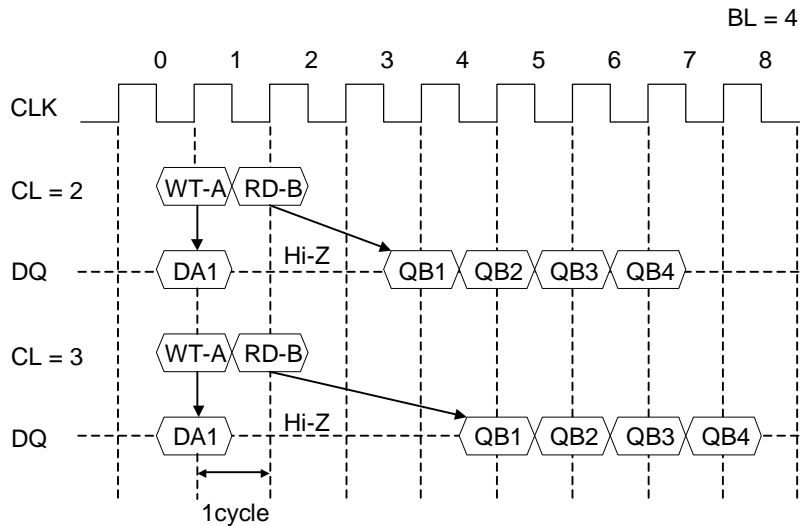 BL = 4
0 1 2 3 4 5 6 7 8
CLK
CL = 2 WT-A RD-B
DQ DA1 Hi-Z QB1 QB2 QB3 QB4
CL = 3 WT-A RD-B
DQ DA1 Hi-Z QB1 QB2 QB3 QB4
1cycle